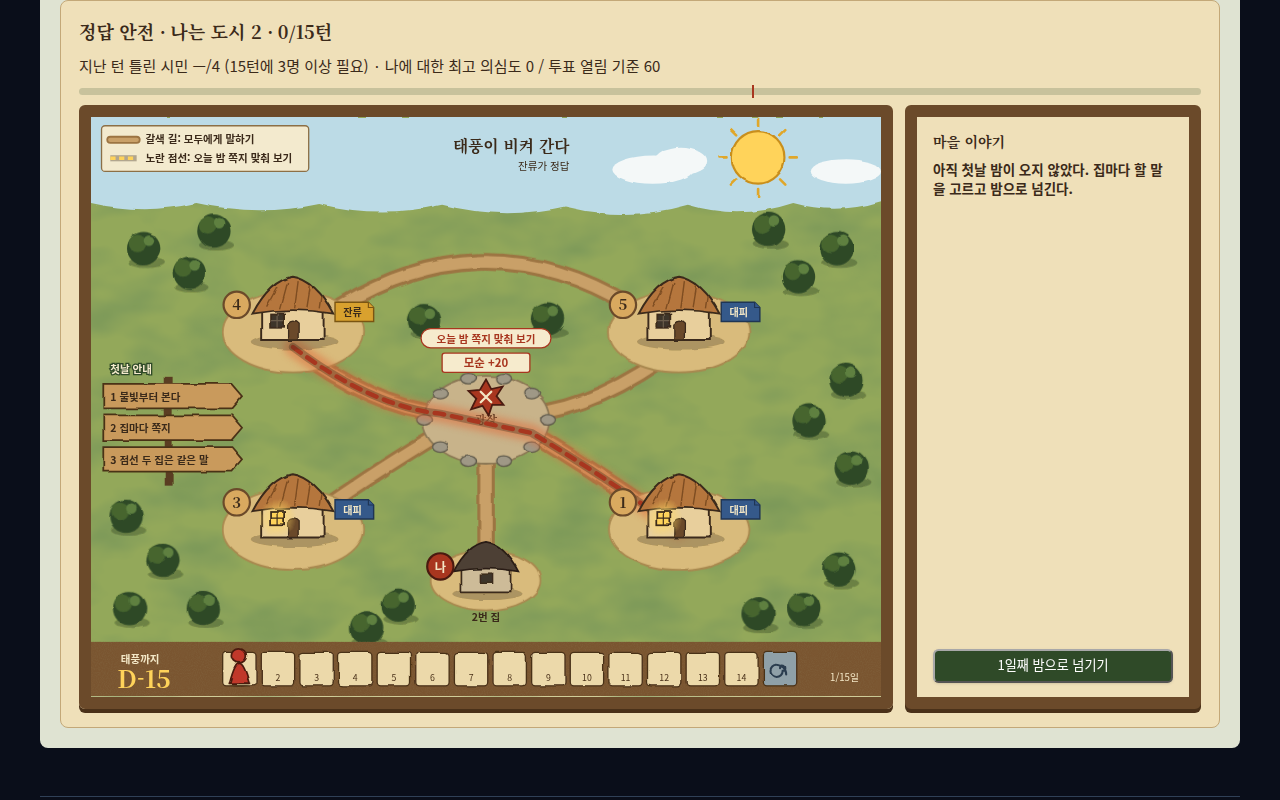 정답 안전 · 나는 도시 2 · 0/15턴
지난 턴 틀린 시민 —/4 (15턴에 3명 이상 필요) · 나에 대한 최고 의심도 0 / 투표 열림 기준 60
갈색 길: 모두에게 말하기
노란 점선: 오늘 밤 쪽지 맞춰 보기
태풍이 비켜 간다
잔류가 정답
4
잔류
5
대피
오늘 밤 쪽지 맞춰 보기
모순 +20
광장
첫날 안내
1 불빛부터 본다
2 집마다 쪽지
3 점선 두 집은 같은 말
3
대피
1
대피
나
2번 집
태풍까지
D-15
2 3 4 5 6 7 8 9 10 11 12 13 14
1/15일
마을 이야기
아직 첫날 밤이 오지 않았다. 집마다 할 말
을 고르고 밤으로 넘긴다.
1일째 밤으로 넘기기